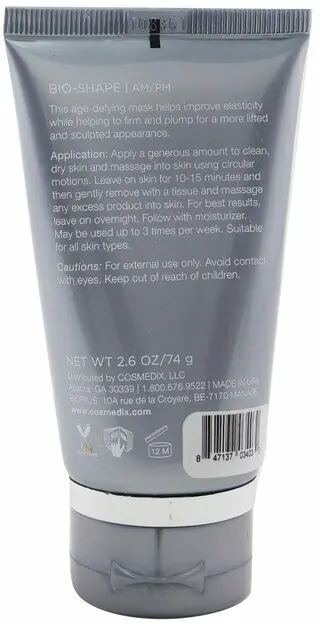 BIO-SHAPE | AM/PM
This age-defying mask helps improve elasticity
while helping to firm and plump for a more lifted
and sculpted appearance.
Application: Apply a generous amount to clean,
dry skin and massage into skin using circular
motions. Leave on skin for 10-15 minutes and
then gently remove with a tissue and massage
any excess product into skin. For best results,
leave on overnight. Follow with moisturizer.
May be used up to 3 times per week. Suitable
for all skin types.
Cautions: For external use only. Avoid contact
with eyes. Keep out of reach of children.
NET WT 2.6 OZ/74 g
Distributed by COSMEDIX, LLC
Atlanta, GA 30339 | 1.800.676.9522 | MADE IN USA
10A rue de la Croyere, BE-7170 MANAGE
www.cosmedix.com
12 M
8 47137 0340